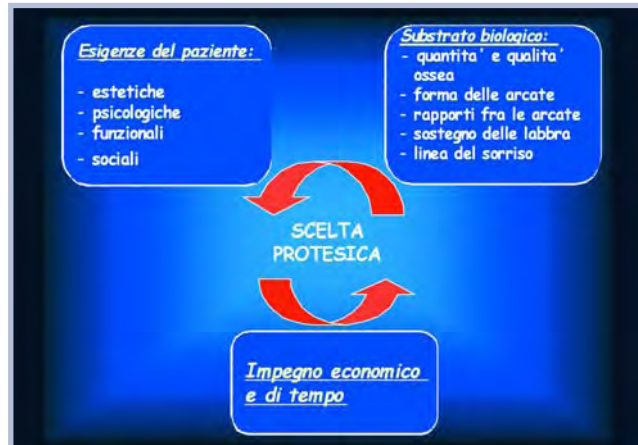 Esigenze del paziente:
- estetiche
- psicologiche
- funzionali
- sociali
Substrato biologico:
- quantita' e qualita'
ossea
- forma delle arcate
- rapporti fra le arcate
- sostegno delle labbra
- linea del sorriso
SCELTA
PROTESICA
Impegno economico
e di tempo